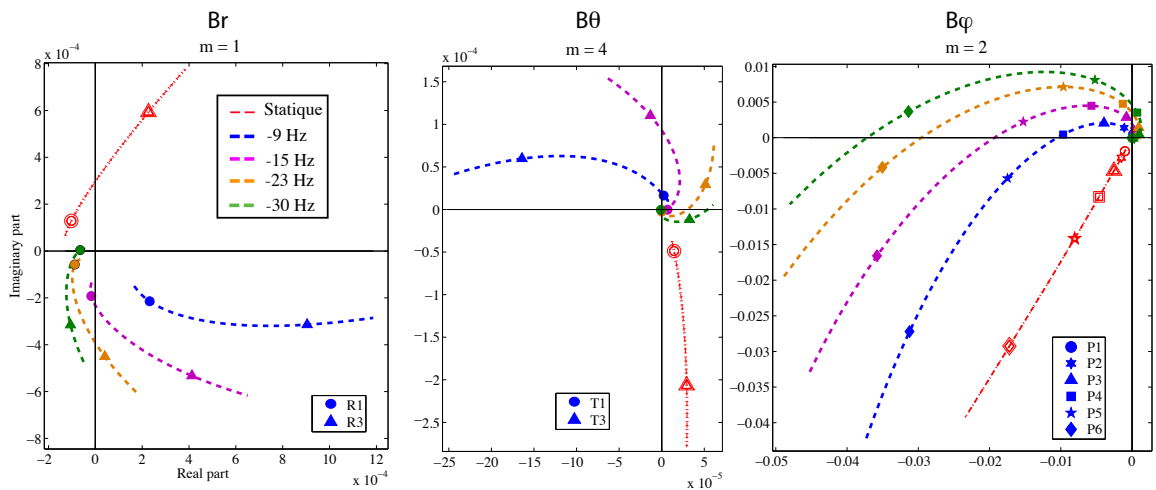 Br
m = 1
x 10⁻⁴
8
6
4
2
0
−2
−4
−6
−8
Imaginary part
−2 0 2 4 6 8 10 12
Real part
x 10⁻⁴
Statique
-9 Hz
-15 Hz
-23 Hz
-30 Hz
R1
R3
Bθ
m = 4
x 10⁻⁴
1.5
1
0.5
0
−0.5
−1
−1.5
−2
−2.5
−25 −20 −15 −10 −5 0 5
x 10⁻⁵
T1
T3
Bφ
m = 2
0.01
0.005
0
−0.005
−0.01
−0.015
−0.02
−0.025
−0.03
−0.035
−0.04
−0.05 −0.04 −0.03 −0.02 −0.01 0
P1
P2
P3
P4
P5
P6